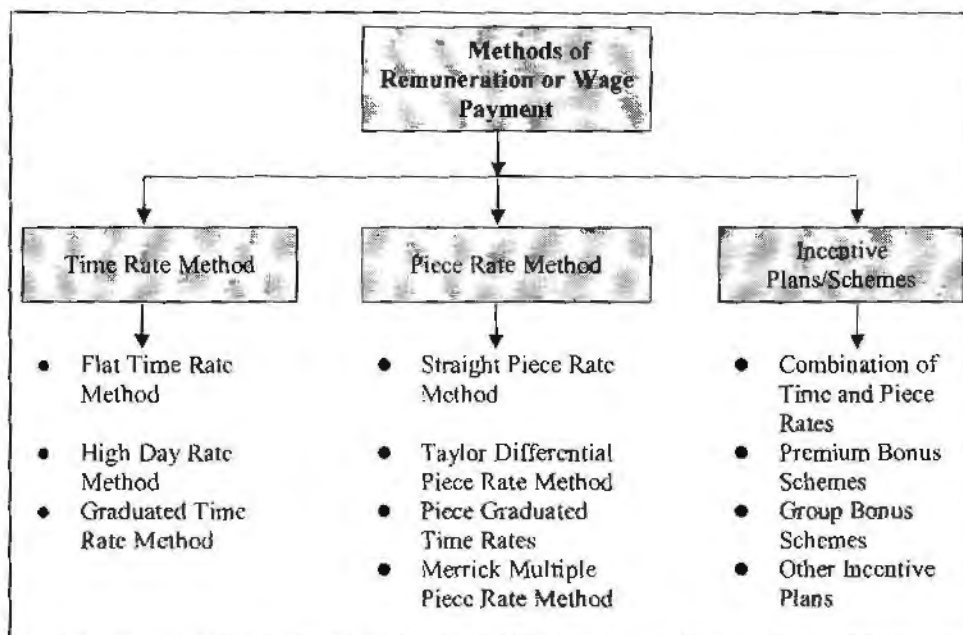 Methods of
Remuneration or Wage
Payment
Time Rate Method
Piece Rate Method
Incentive
Plans/Schemes
Flat Time Rate
Method
High Day Rate
Method
Graduated Time
Rate Method
Straight Piece Rate
Method
Taylor Differential
Piece Rate Method
Piece Graduated
Time Rates
Merrick Multiple
Piece Rate Method
Combination of
Time and Piece
Rates
Premium Bonus
Schemes
Group Bonus
Schemes
Other Incentive
Plans